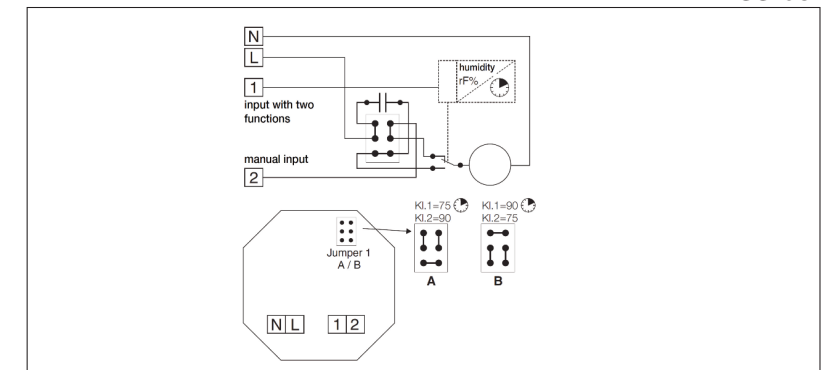 N
L
humidity
rF%
1
input with two
functions
manual input
2
Kl.1=75
Kl.2=90
Kl.1=90
Kl.2=75
Jumper 1
A / B
A
B
N L
1 2